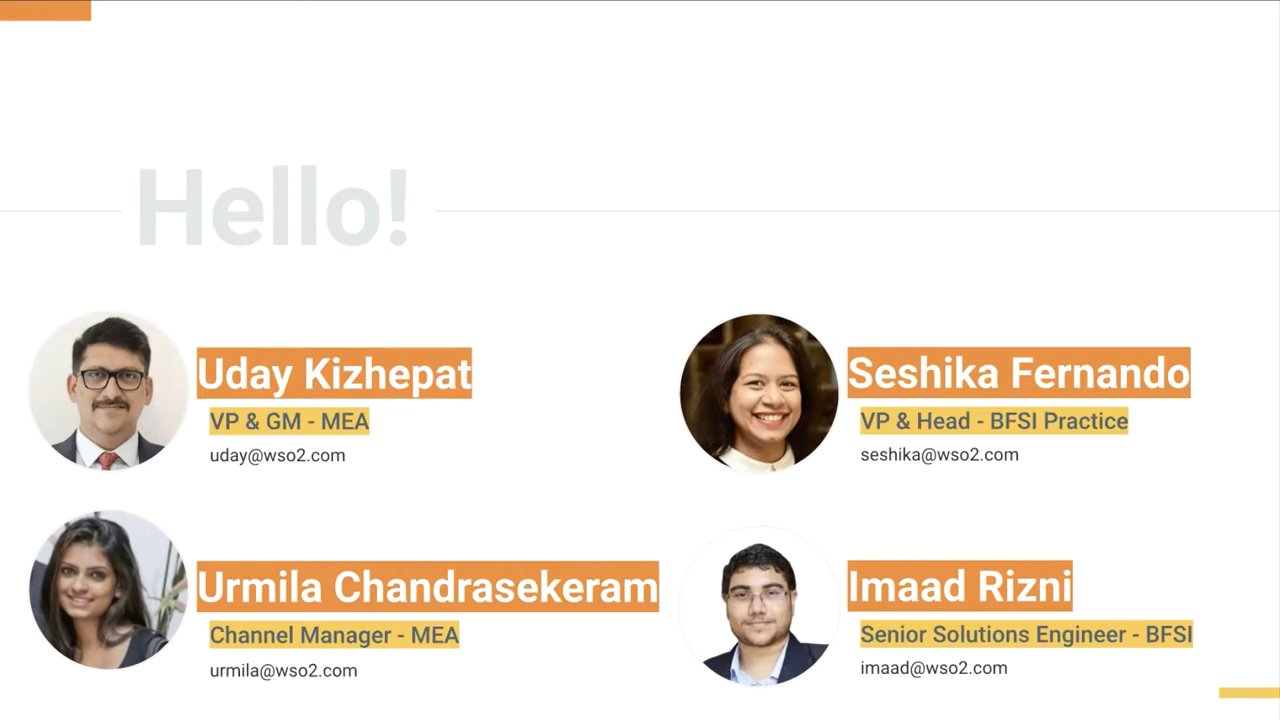 Hello!
Uday Kizhepat
VP & GM - MEA
uday@wso2.com
Seshika Fernando
VP & Head - BFSI Practice
seshika@wso2.com
Urmila Chandrasekeram
Channel Manager - MEA
urmila@wso2.com
Imaad Rizni
Senior Solutions Engineer - BFSI
imaad@wso2.com